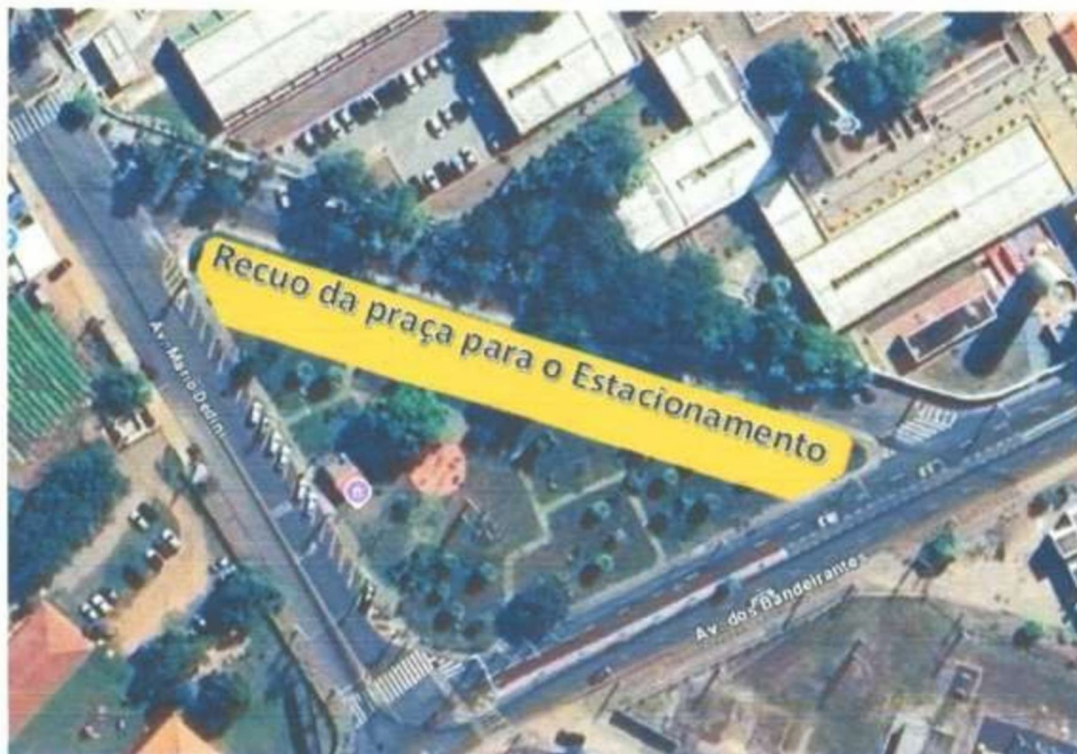 Recuo da praça para o Estacionamento
Av. Mario Dedini
Av. dos Bandeirantes